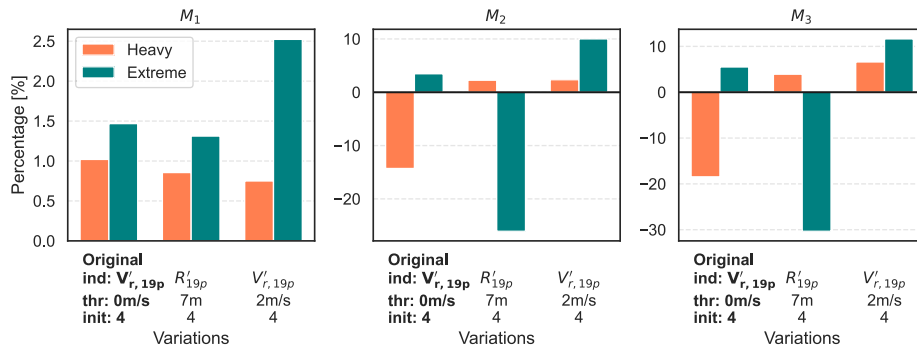 M₁ M₂ M₃
Percentage [%]
2.5
2.0
1.5
1.0
0.5
0.0
Heavy
Extreme
10
0
−10
−20
10
0
−10
−20
−30
Original
ind: V′r, 19p R′19p V′r, 19p
thr: 0m/s 7m 2m/s
init: 4 4 4
Variations
Original
ind: V′r, 19p R′19p V′r, 19p
thr: 0m/s 7m 2m/s
init: 4 4 4
Variations
Original
ind: V′r, 19p R′19p V′r, 19p
thr: 0m/s 7m 2m/s
init: 4 4 4
Variations